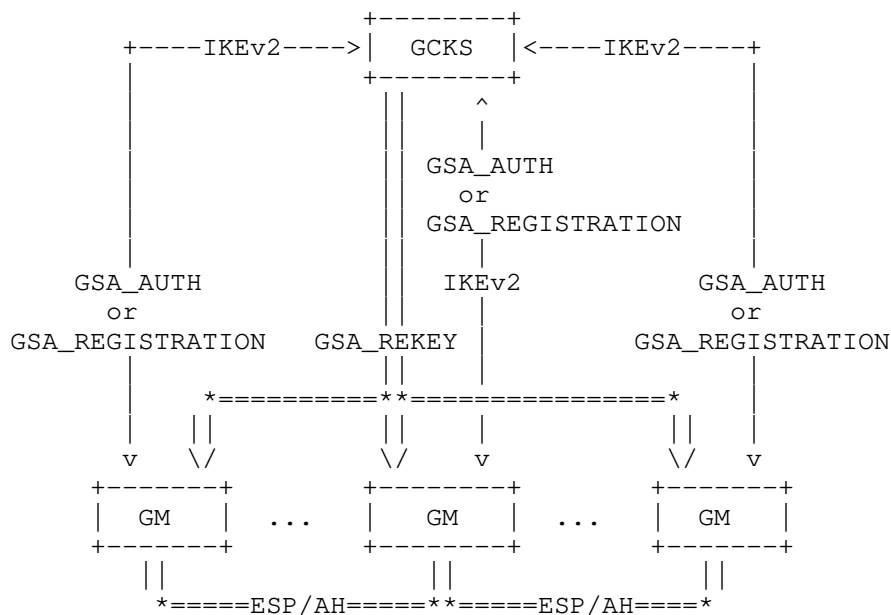 IKEv2 GCKS IKEv2
GSA_AUTH
or
GSA_REGISTRATION
GSA_AUTH IKEv2 GSA_AUTH
or or
GSA_REGISTRATION GSA_REKEY GSA_REGISTRATION
GM ... GM ... GM
ESP/AH ESP/AH